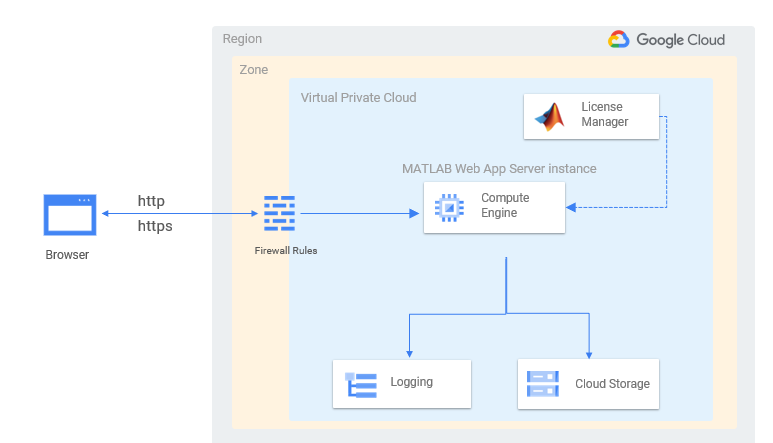 Region
Google Cloud
Zone
Virtual Private Cloud
License
Manager
MATLAB Web App Server instance
Compute
Engine
http
https
Browser
Firewall Rules
Logging
Cloud Storage